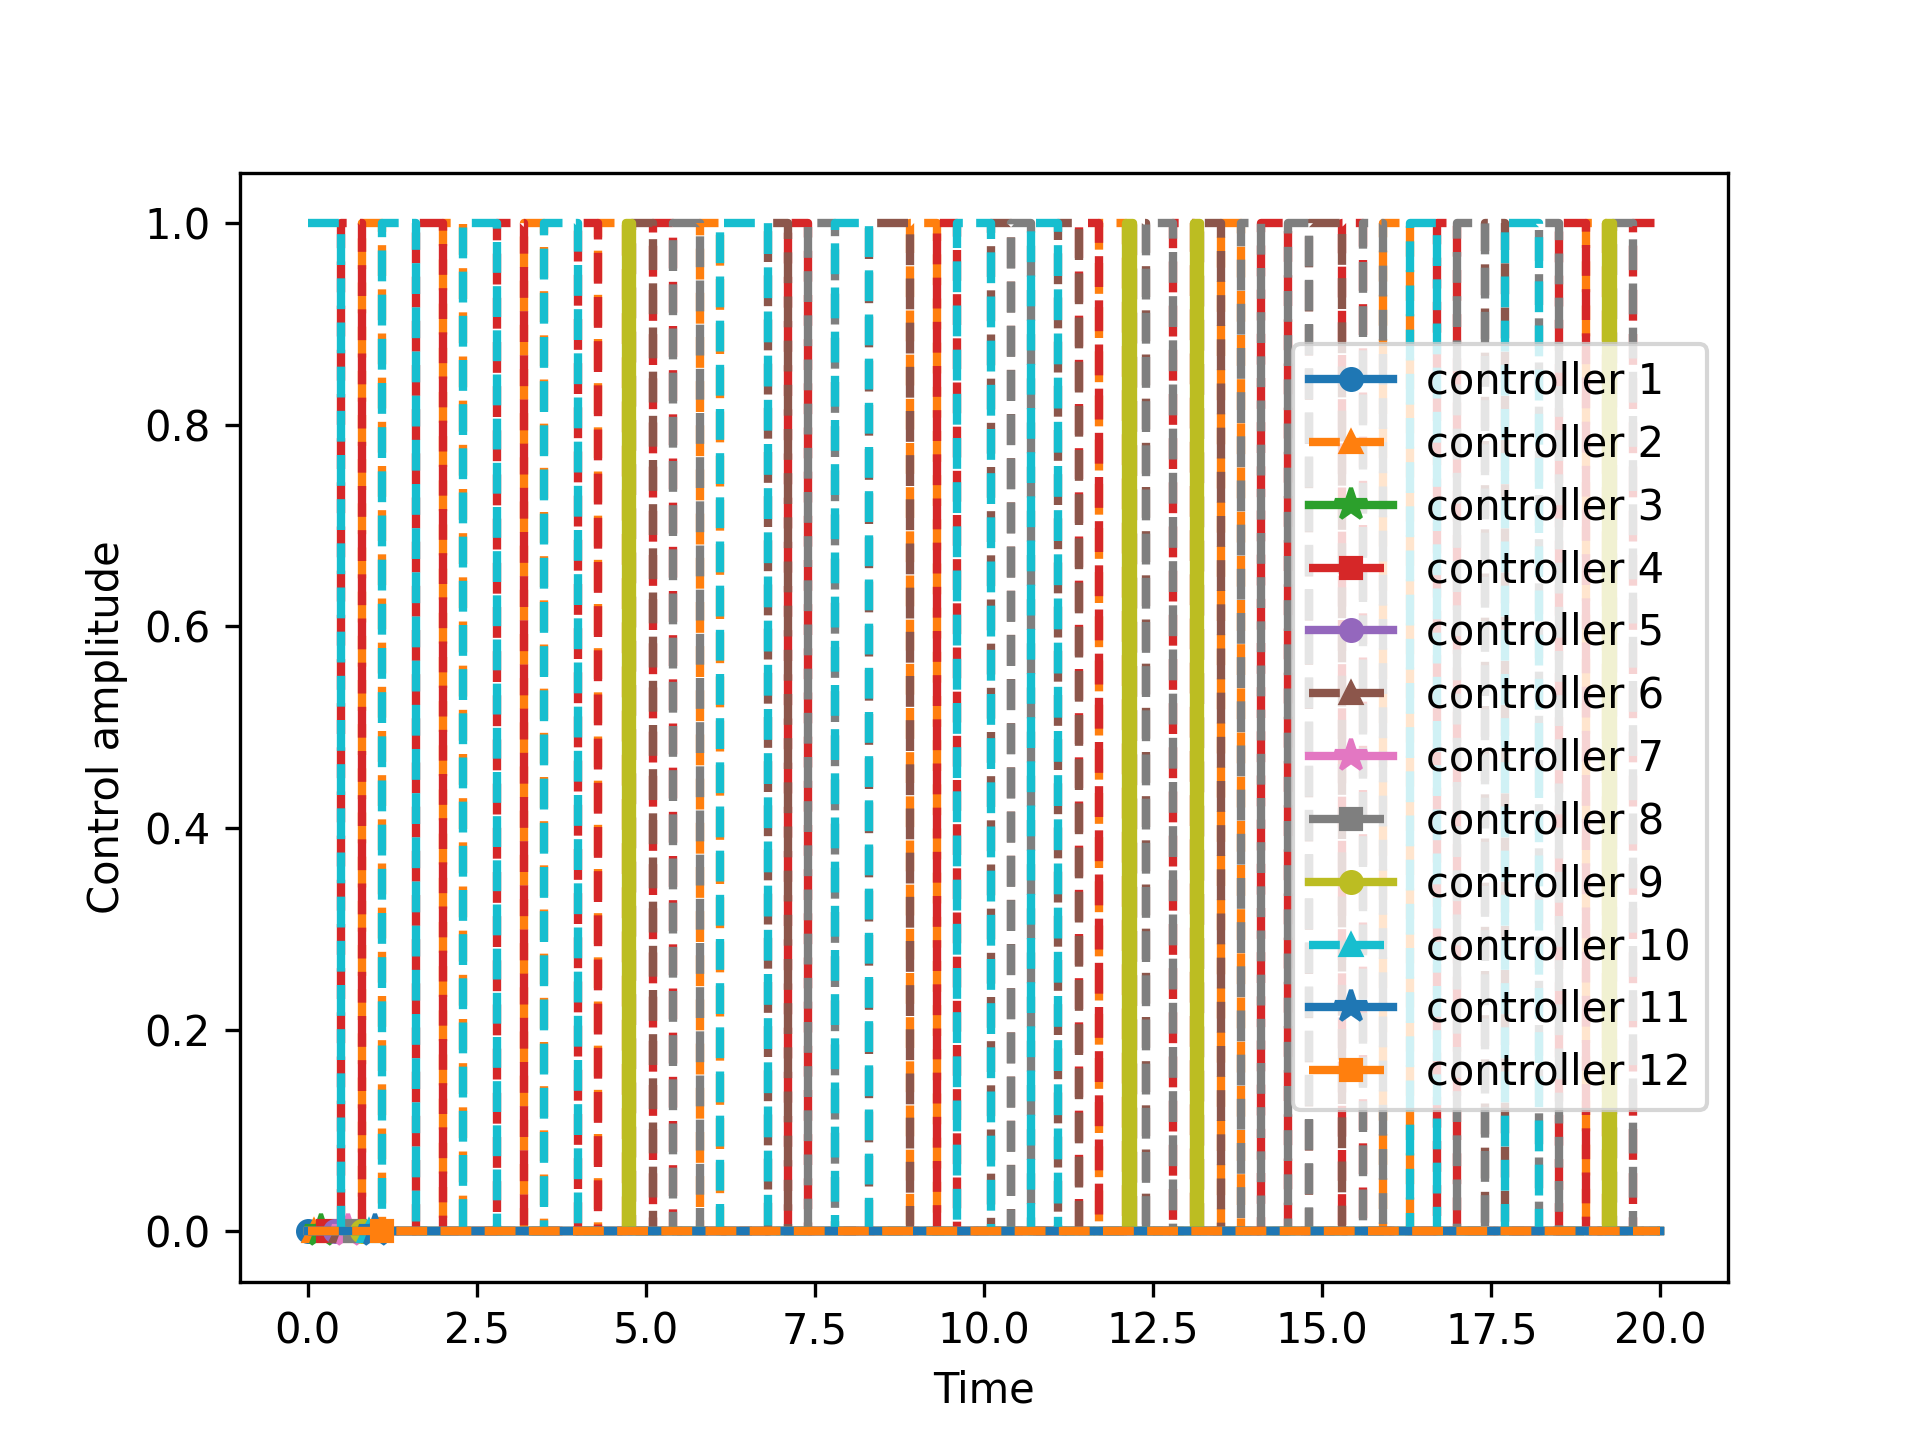 1.0
0.8
0.6
0.4
0.2
0.0
Control amplitude
controller 1
controller 2
controller 3
controller 4
controller 5
controller 6
controller 7
controller 8
controller 9
controller 10
controller 11
controller 12
0.0 2.5 5.0 7.5 10.0 12.5 15.0 17.5 20.0
Time